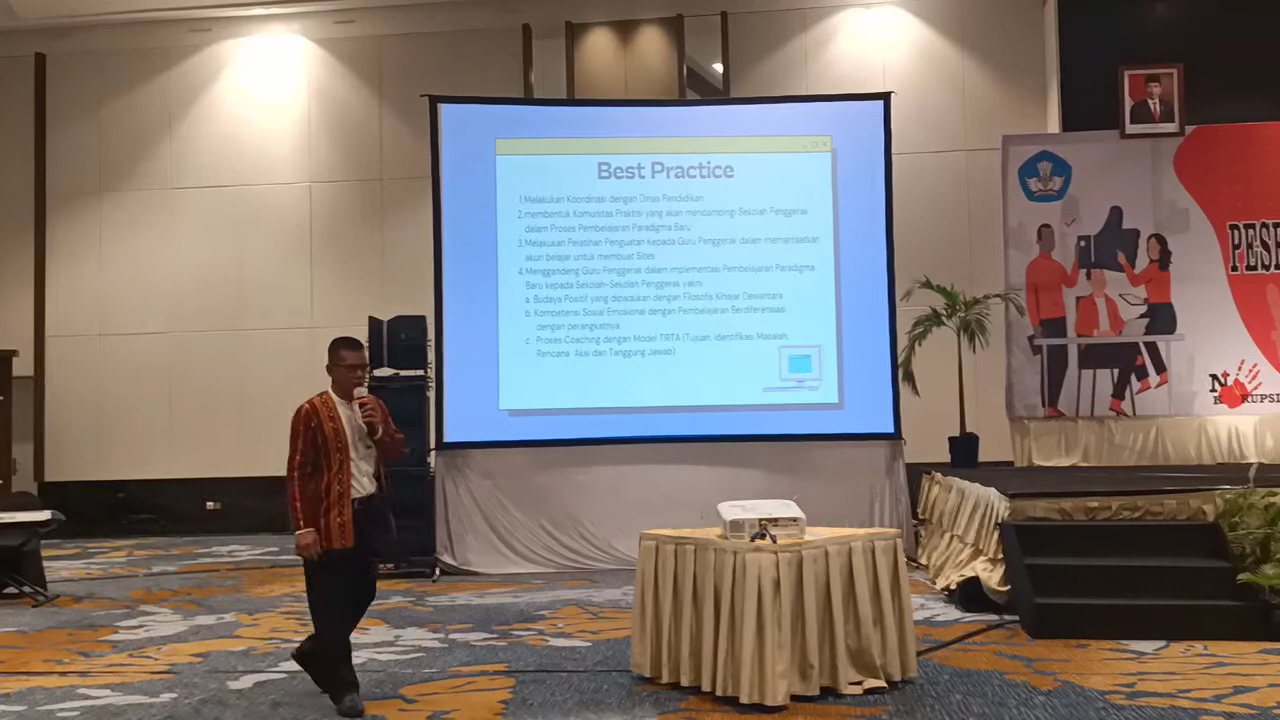 Best Practice
1.Melakukan Koordinasi dengan Dinas Pendidikan
2.membentuk Komunitas Praktisi yang akan mendampingi Sekolah Penggerak
dalam Proses Pembelajaran Paradigma Baru
3.Melakukan Pelatihan Penguatan Kepada Guru Penggerak dalam memanfaatkan
akun belajar untuk membuat Sites
4.Menggandeng Guru Penggerak dalam implementasi Pembelajaran Paradigma
Baru kepada Sekolah-Sekolah Penggerak yakni
a. Budaya Positif yang dipadukan dengan Filosofis Kihajar Dewantara
b. Kompetensi Sosial Emosional dengan Pembelajaran Berdiferensiasi
dengan perangkatnya
c. Proses Coaching dengan Model TIRTA (Tujuan, Identifikasi Masalah,
Rencana Aksi dan Tanggung Jawab)
PESE